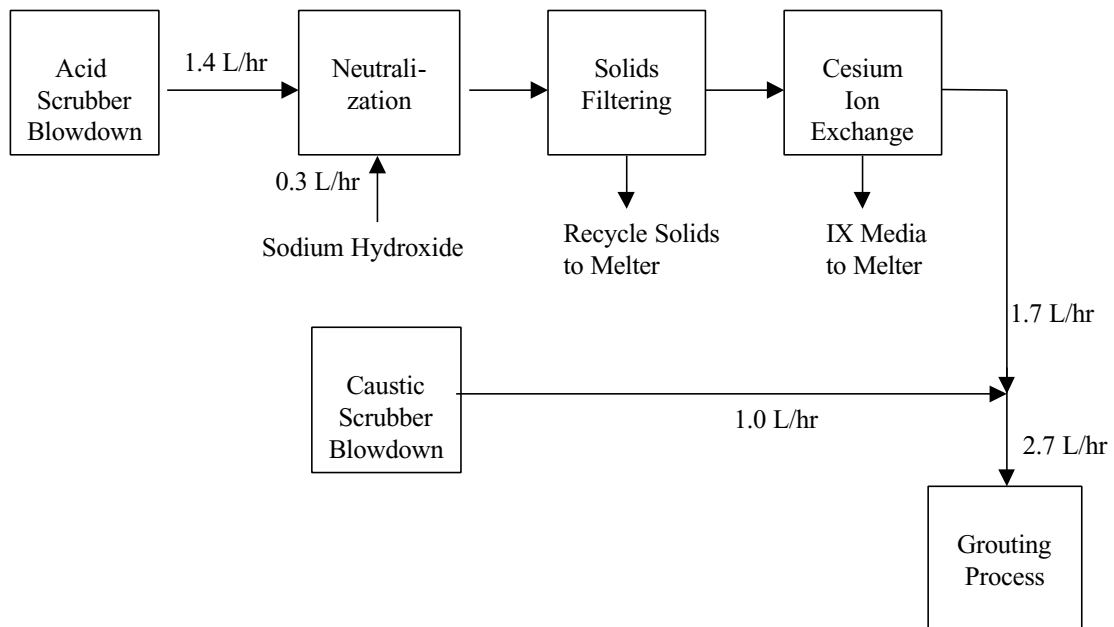 Acid
Scrubber
Blowdown
1.4 L/hr
Neutrali-
zation
0.3 L/hr
Sodium Hydroxide
Solids
Filtering
Recycle Solids
to Melter
Cesium
Ion
Exchange
IX Media
to Melter
1.7 L/hr
Caustic
Scrubber
Blowdown
1.0 L/hr
2.7 L/hr
Grouting
Process